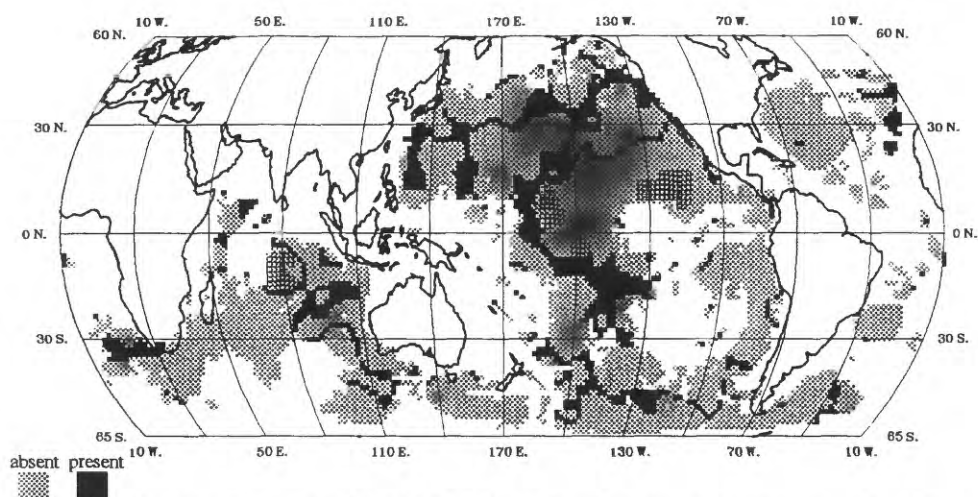 10 W. 50 E. 110 E. 170 E. 130 W. 70 W. 10 W.
60 N. 60 N.
30 N. 30 N.
0 N. 0 N.
30 S. 30 S.
65 S. 65 S.
10 W. 50 E. 110 E. 170 E. 130 W. 70 W. 10 W.
absent present